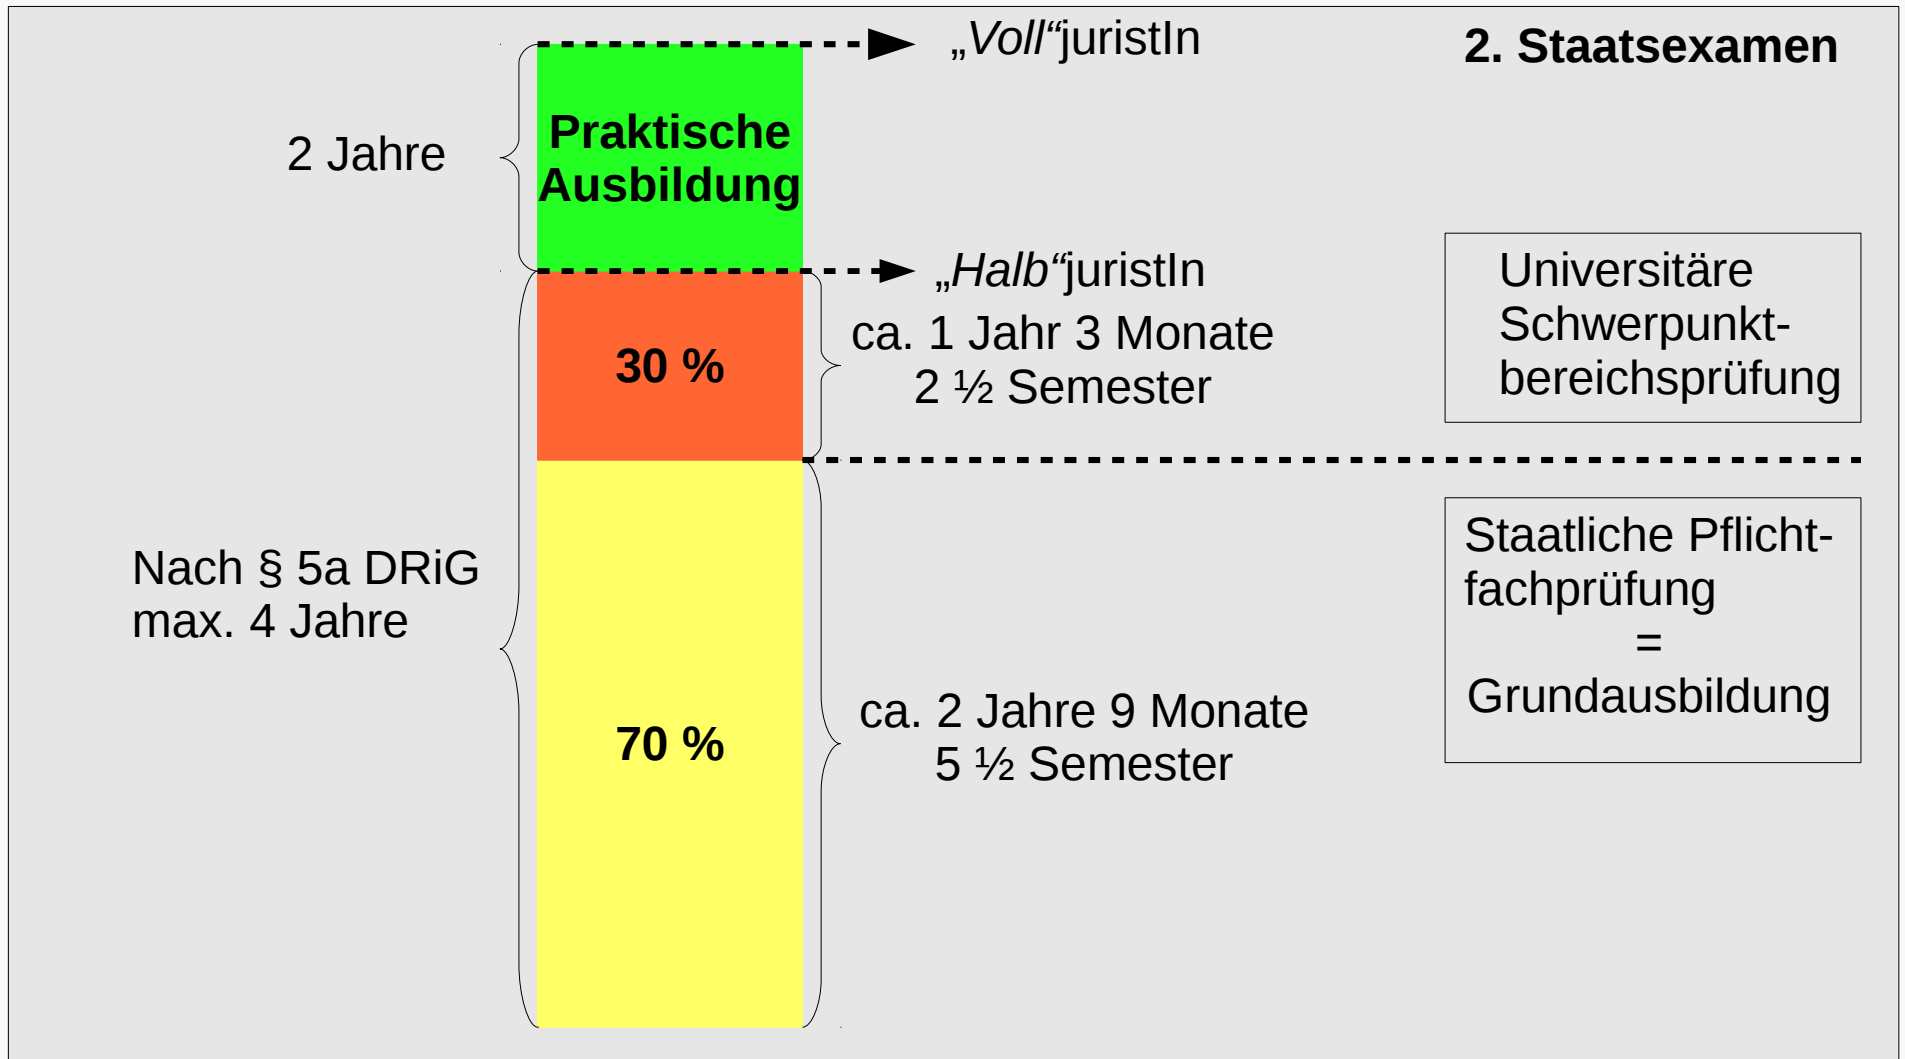 „Voll“juristIn
2. Staatsexamen
2 Jahre
Praktische
Ausbildung
„Halb“juristIn
ca. 1 Jahr 3 Monate
2 ½ Semester
30 %
Universitäre
Schwerpunkt-
bereichsprüfung
Nach § 5a DRiG
max. 4 Jahre
70 %
ca. 2 Jahre 9 Monate
5 ½ Semester
Staatliche Pflicht-
fachprüfung
=
Grundausbildung